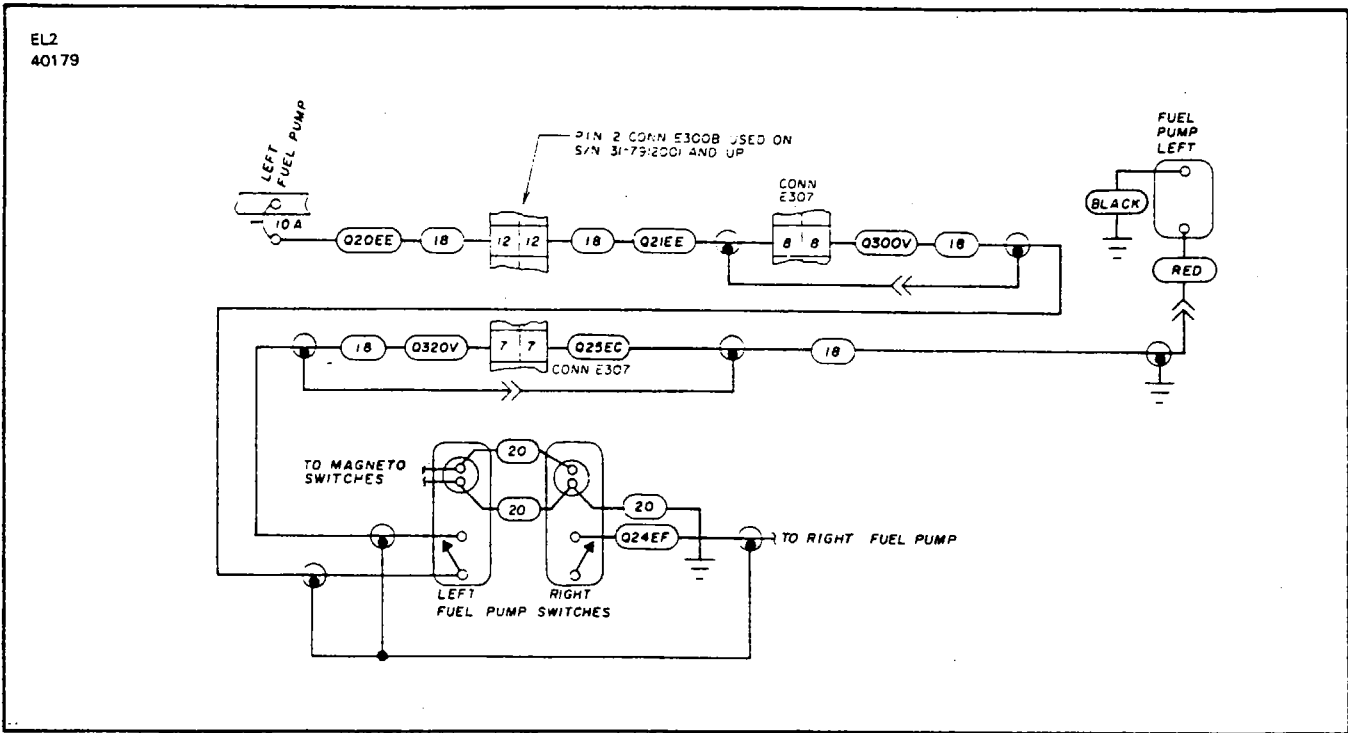 EL2
40179
LEFT
FUEL PUMP
10 A
PIN 2 CONN E300B USED ON
S/N 31-7912001 AND UP
Q20EE
18
12
12
18
Q21EE
CONN
E307
8
8
Q300V
18
FUEL
PUMP
LEFT
BLACK
RED
18
Q320V
7
7
Q25EC
CONN E307
18
TO MAGNETO
SWITCHES
20
20
20
Q24EF
TO RIGHT FUEL PUMP
LEFT
RIGHT
FUEL PUMP SWITCHES